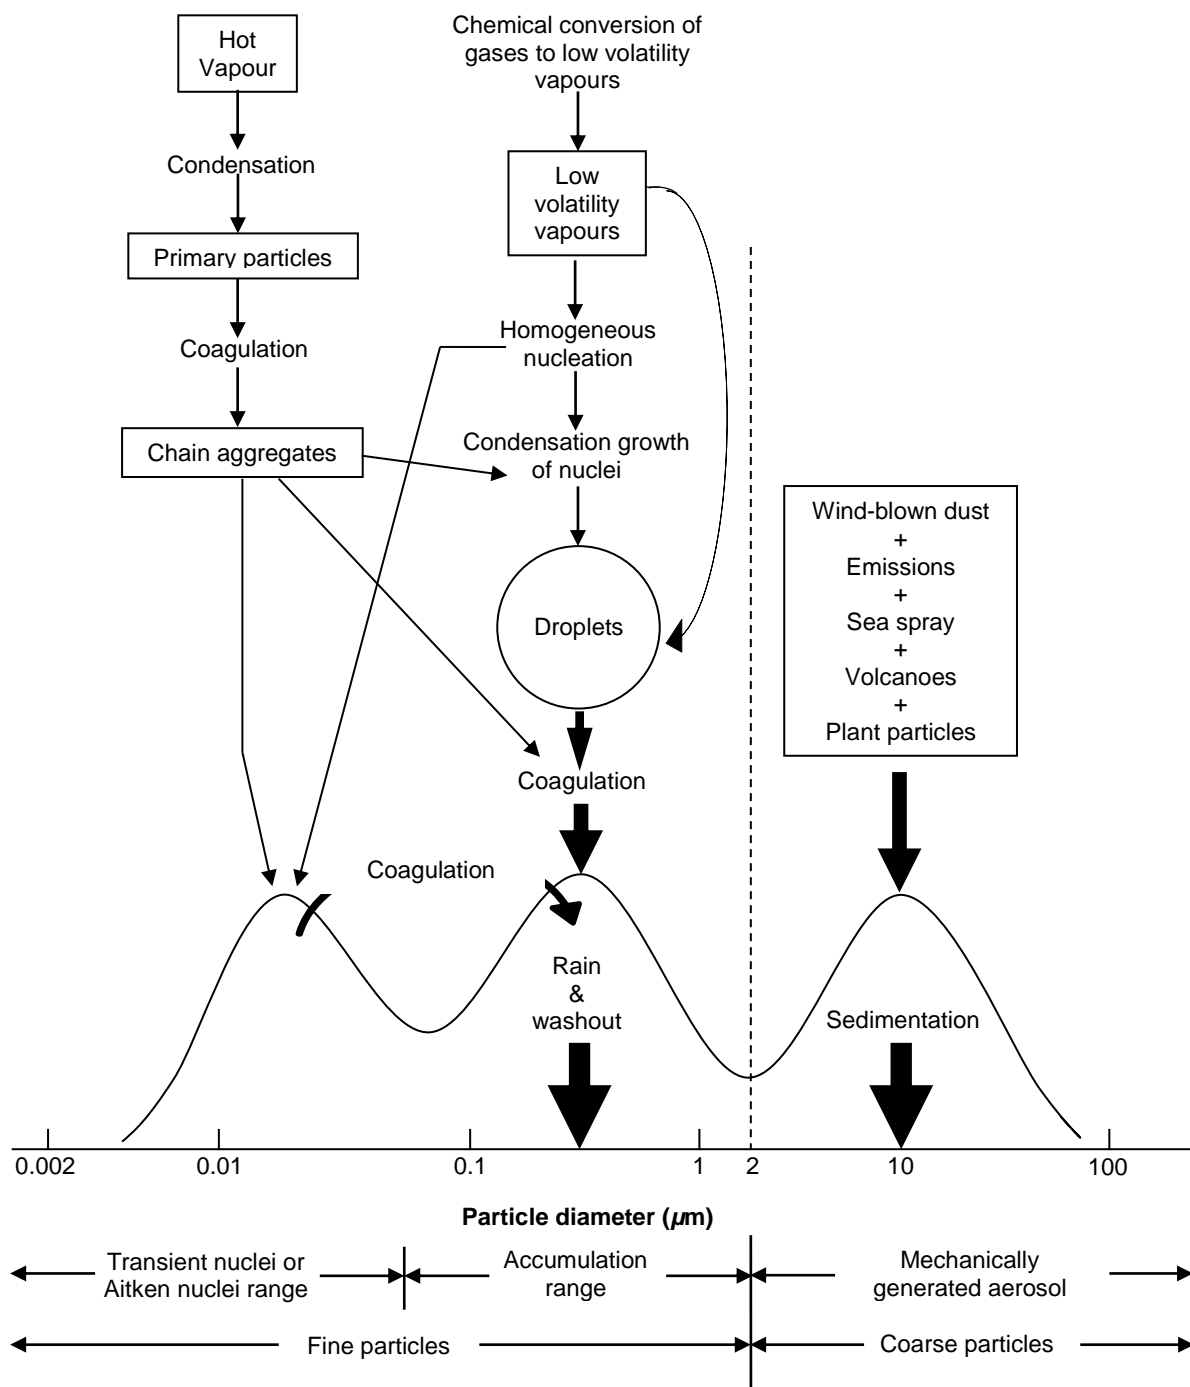 Hot
Vapour
Condensation
Primary particles
Coagulation
Chain aggregates
Chemical conversion of
gases to low volatility
vapours
Low
volatility
vapours
Homogeneous
nucleation
Condensation growth
of nuclei
Droplets
Coagulation
Coagulation
Rain
&
washout
Wind-blown dust
+
Emissions
+
Sea spray
+
Volcanoes
+
Plant particles
Sedimentation
0.002
0.01
0.1
1
2
10
100
Particle diameter (µm)
Transient nuclei or
Aitken nuclei range
Accumulation
range
Mechanically
generated aerosol
Fine particles
Coarse particles